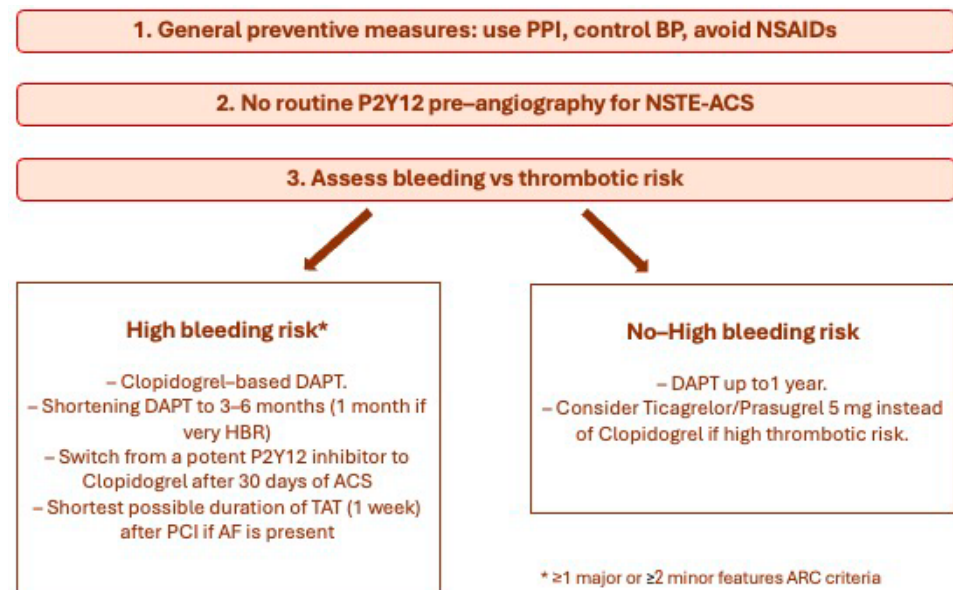 1. General preventive measures: use PPI, control BP, avoid NSAIDs
2. No routine P2Y12 pre–angiography for NSTE-ACS
3. Assess bleeding vs thrombotic risk
High bleeding risk*
– Clopidogrel–based DAPT.
– Shortening DAPT to 3–6 months (1 month if
very HBR)
– Switch from a potent P2Y12 inhibitor to
Clopidogrel after 30 days of ACS
– Shortest possible duration of TAT (1 week)
after PCI if AF is present
No–High bleeding risk
– DAPT up to1 year.
– Consider Ticagrelor/Prasugrel 5 mg instead
of Clopidogrel if high thrombotic risk.
* ≥1 major or ≥2 minor features ARC criteria